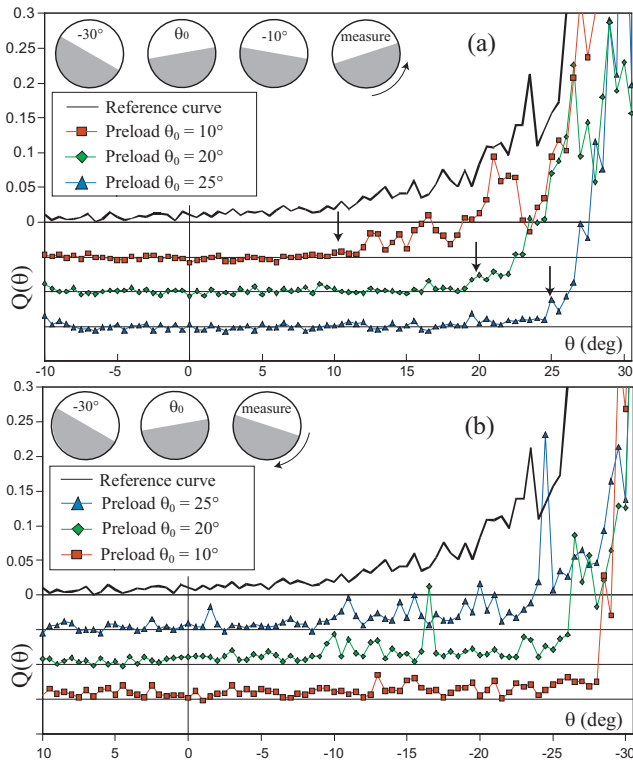 0.3
0.25
0.2
0.15
0.1
0.05
0
Q(θ)
-30° θ0 -10° measure
(a)
Reference curve
Preload θ0 = 10°
Preload θ0 = 20°
Preload θ0 = 25°
θ (deg)
-10 -5 0 5 10 15 20 25 30
0.3
0.25
0.2
0.15
0.1
0.05
0
Q(θ)
-30° θ0 measure
(b)
Reference curve
Preload θ0 = 25°
Preload θ0 = 20°
Preload θ0 = 10°
θ (deg)
10 5 0 -5 -10 -15 -20 -25 -30